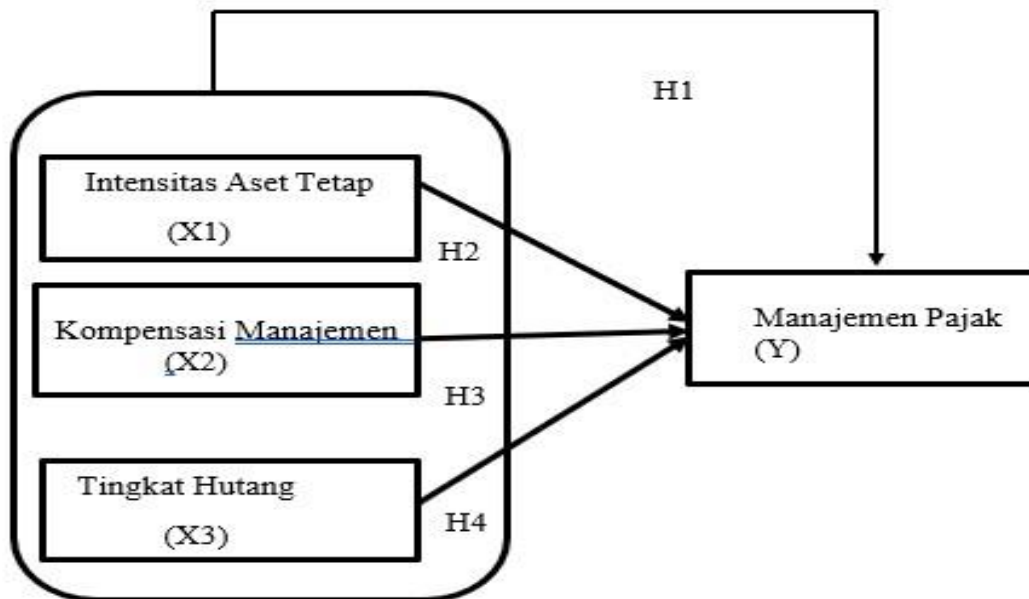 H1
Intensitas Aset Tetap
(X1)
H2
Kompensasi Manajemen
(X2)
H3
Tingkat Hutang
(X3)
H4
Manajemen Pajak
(Y)